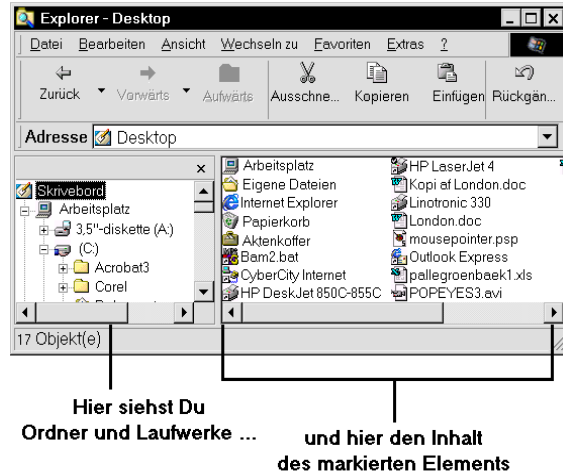 Explorer - Desktop
Datei Bearbeiten Ansicht Wechseln zu Favoriten Extras ?
Zurück Vorwärts Aufwärts Ausschne... Kopieren Einfügen Rückgän...
Adresse Desktop
Skrivebord
Arbeitsplatz
3,5"-diskette (A:)
(C:)
Acrobat3
Corel
Arbeitsplatz
Eigene Dateien
Internet Explorer
Papierkorb
Aktenkoffer
Bam2.bat
CyberCity Internet
HP DeskJet 850C-855C
HP LaserJet 4
Kopi af London.doc
Linotronic 330
London.doc
mousepointer.psp
Outlook Express
pallegroenbaek1.xls
POPEYES3.avi
17 Objekt(e)
Hier siehst Du
Ordner und Laufwerke ...
und hier den Inhalt
des markierten Elements